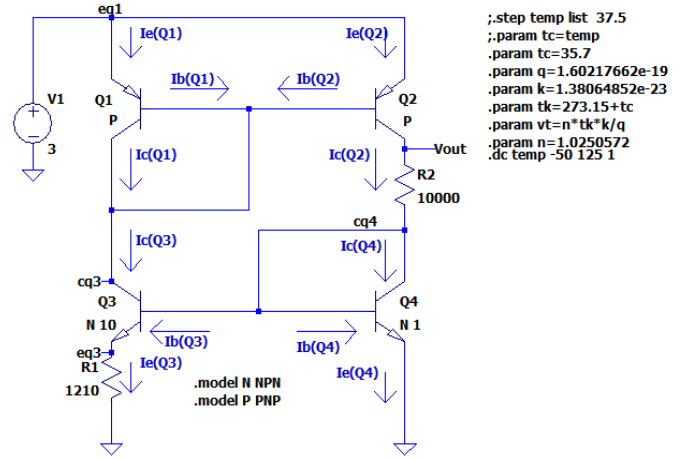 eq1
Ie(Q1)
Ie(Q2)
;.step temp list 37.5
;.param tc=temp
.param tc=35.7
.param q=1.60217662e-19
.param k=1.38064852e-23
.param tk=273.15+tc
.param vt=n*tk*k/q
.param n=1.0250572
.dc temp -50 125 1
Ib(Q1)
Ib(Q2)
V1
3
Q1
P
Q2
P
Ic(Q1)
Ic(Q2)
Vout
R2
10000
cq4
Ic(Q3)
Ic(Q4)
cq3
Q3
N 10
Q4
N 1
Ib(Q3)
Ib(Q4)
eq3
R1
1210
Ie(Q3)
Ie(Q4)
.model N NPN
.model P PNP